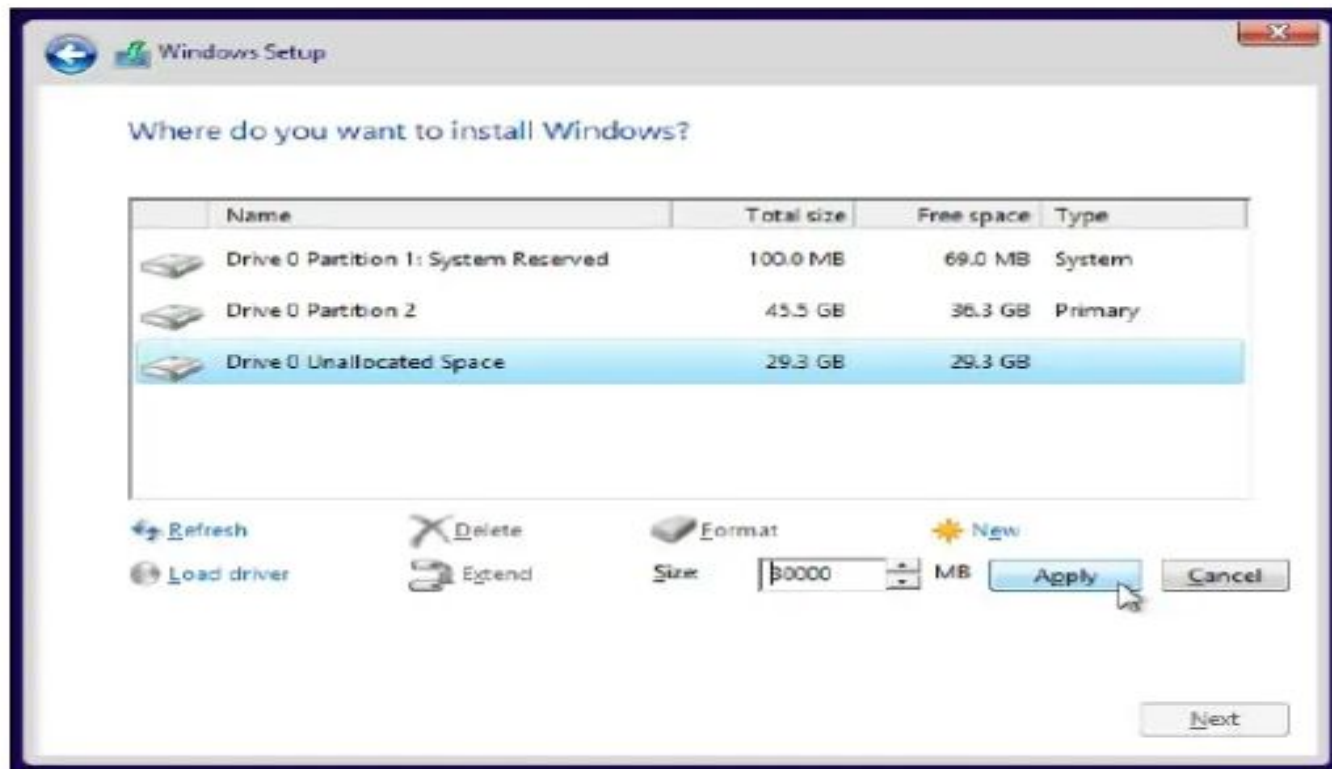 Windows Setup
Where do you want to install Windows?
Name Total size Free space Type
Drive 0 Partition 1: System Reserved 100.0 MB 69.0 MB System
Drive 0 Partition 2 45.5 GB 36.3 GB Primary
Drive 0 Unallocated Space 29.3 GB 29.3 GB
Refresh Delete Format New
Load driver Extend Size: 30000 MB Apply Cancel
Next